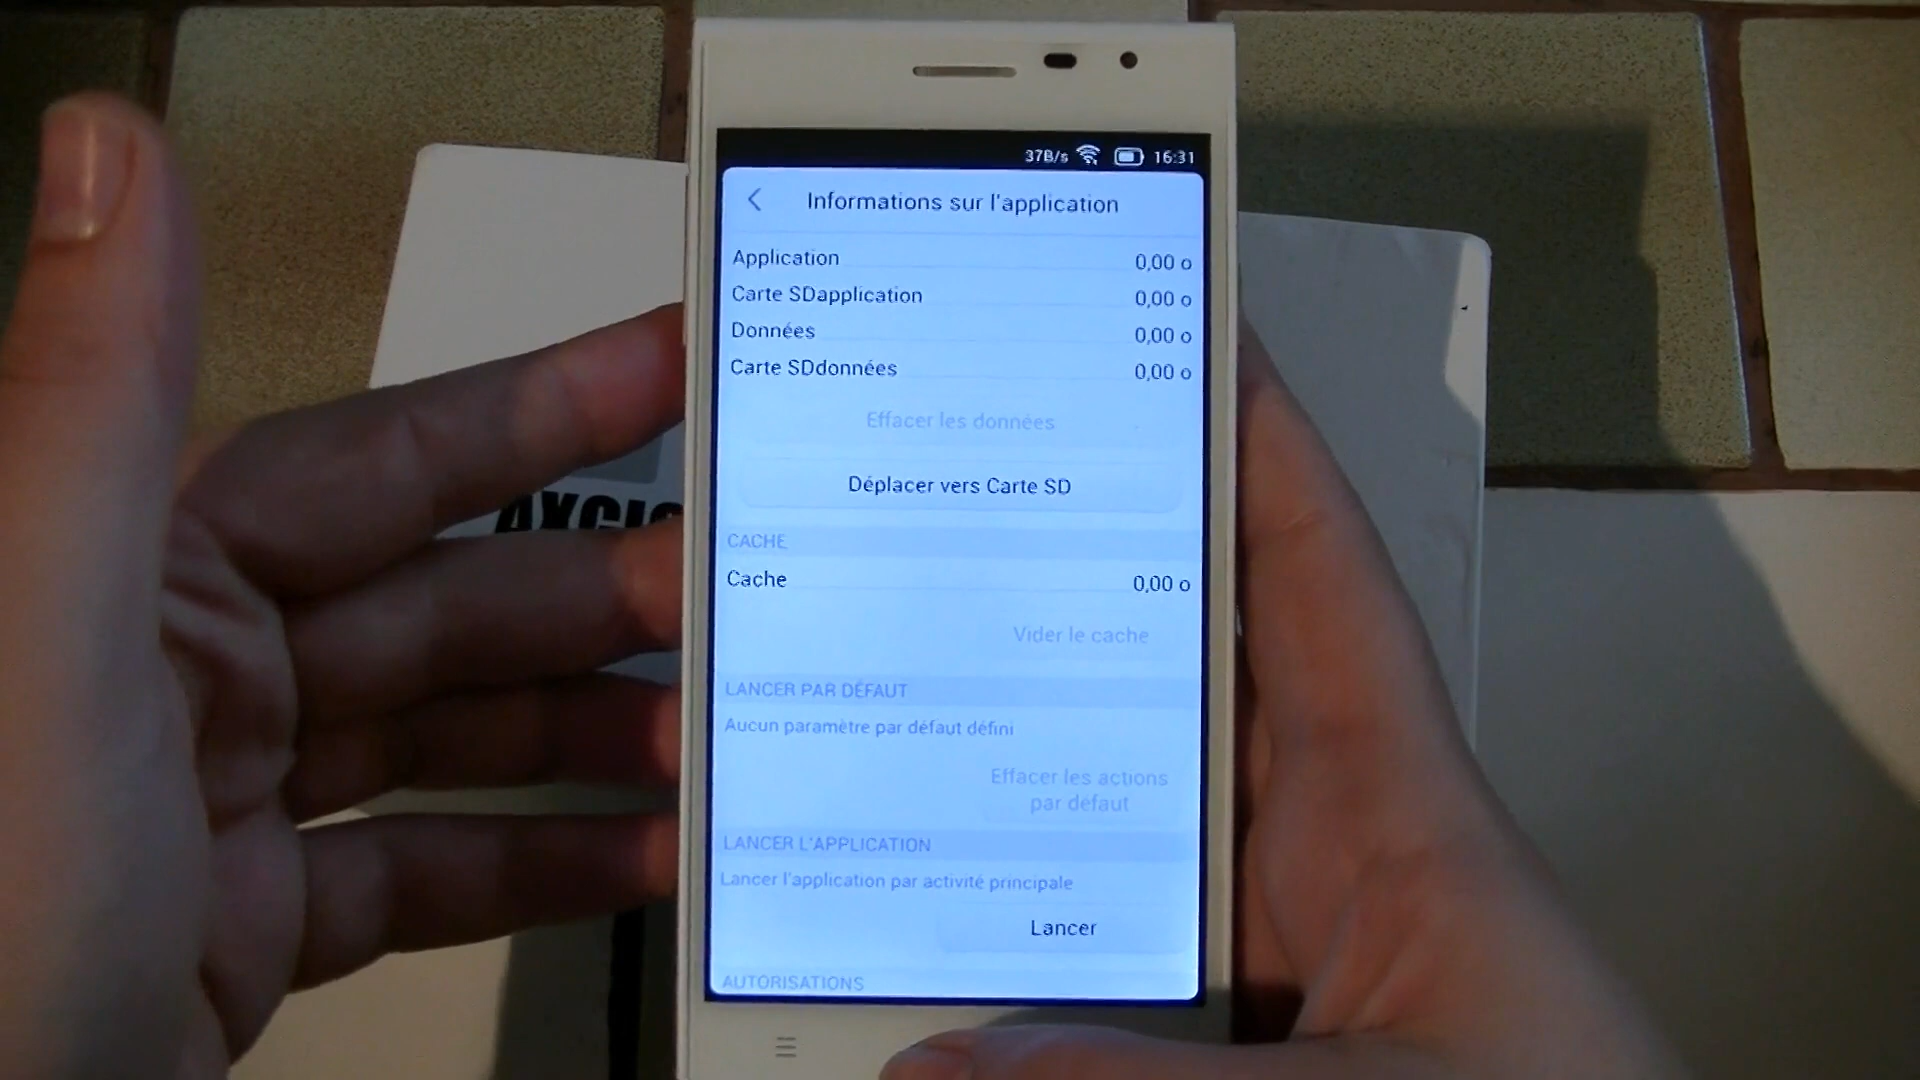 37B/s 16:31
Informations sur l'application
Application 0,00 o
Carte SDapplication 0,00 o
Données 0,00 o
Carte SDdonnées 0,00 o
Effacer les données
Déplacer vers Carte SD
CACHE
Cache 0,00 o
Vider le cache
LANCER PAR DÉFAUT
Aucun paramètre par défaut défini
Effacer les actions
par défaut
LANCER L'APPLICATION
Lancer l'application par activité principale
Lancer
AUTORISATIONS